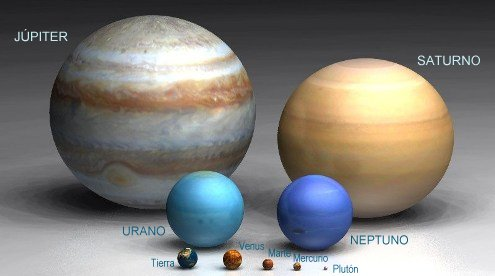 JÚPITER
SATURNO
URANO
NEPTUNO
Tierra
Venus
Marte
Mercurio
Plutón